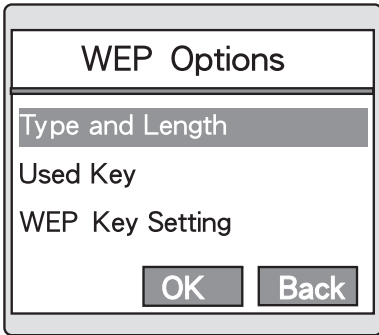 WEP Options
Type and Length
Used Key
WEP Key Setting
OK Back